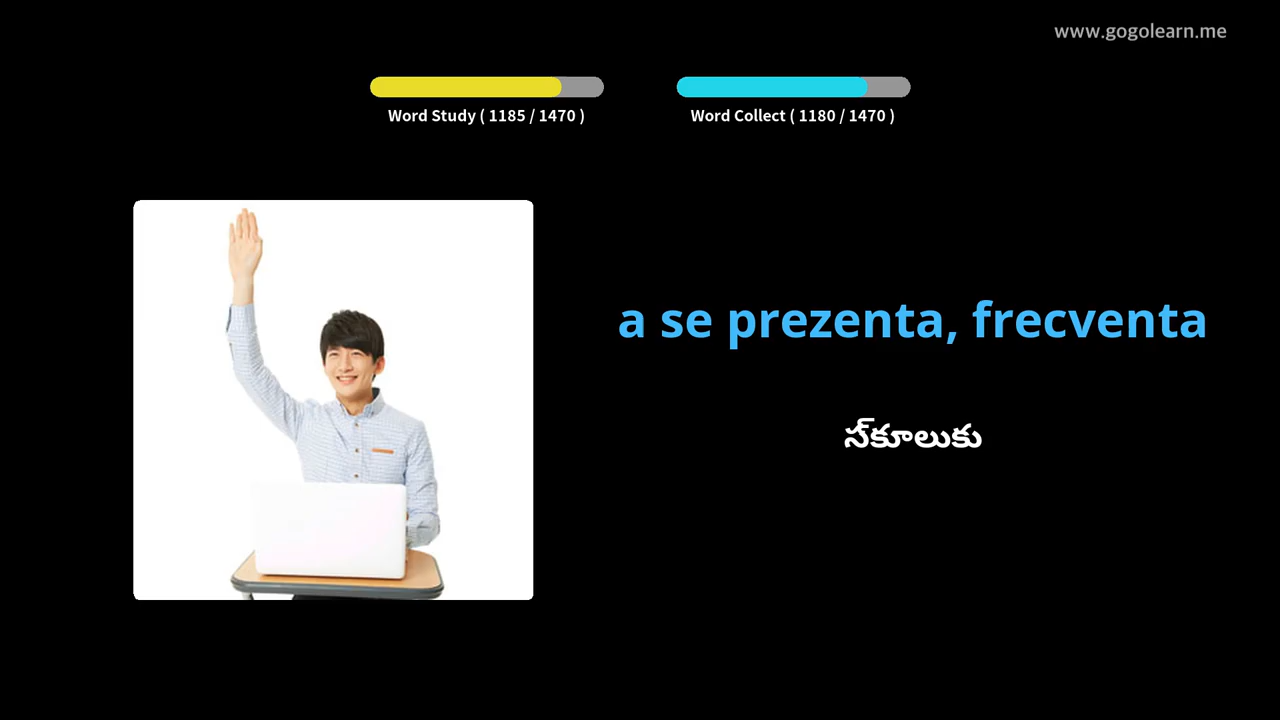 www.gogolearn.me
Word Study ( 1185 / 1470 )
Word Collect ( 1180 / 1470 )
a se prezenta, frecventa
స్‌కూలుకు